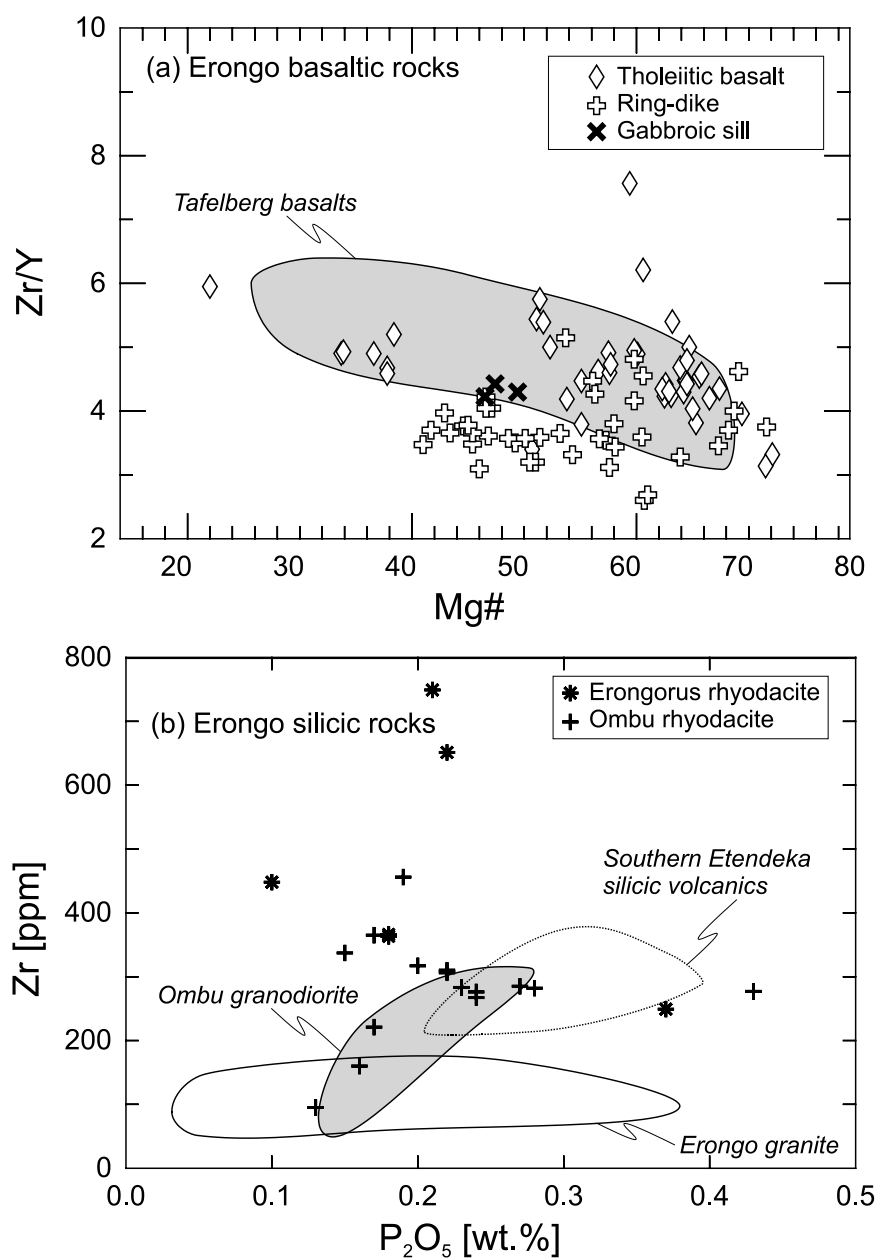 10
(a) Erongo basaltic rocks
Tholeiitic basalt
Ring-dike
Gabbroic sill
8
Tafelberg basalts
Zr/Y
6
4
2
20 30 40 50 60 70 80
Mg#
800
Erongorus rhyodacite
(b) Erongo silicic rocks
Ombu rhyodacite
600
Southern Etendeka
silicic volcanics
Zr [ppm]
400
Ombu granodiorite
200
Erongo granite
0
0.0 0.1 0.2 0.3 0.4 0.5
P2O5 [wt.%]